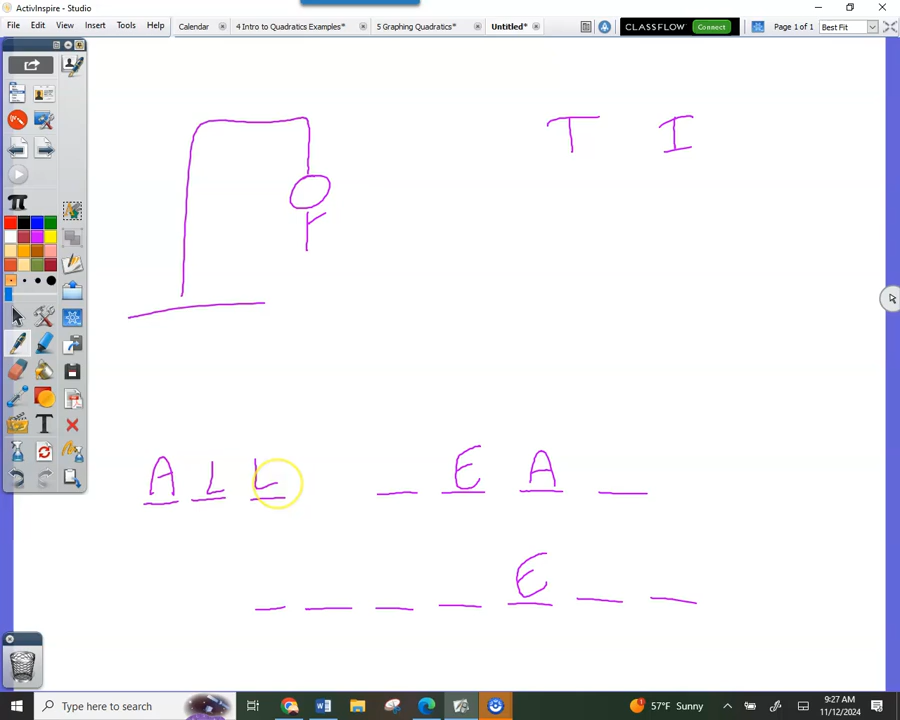 ActivInspire - Studio
File Edit View Insert Tools Help Calendar 4 Intro to Quadratics Examples* 5 Graphing Quadratics* Untitled* CLASSFLOW Connect Page 1 of 1 Best Fit
T I
A L L _ E A _
_ _ _ _ E _ _
Type here to search 57°F Sunny 9:27 AM
11/12/2024